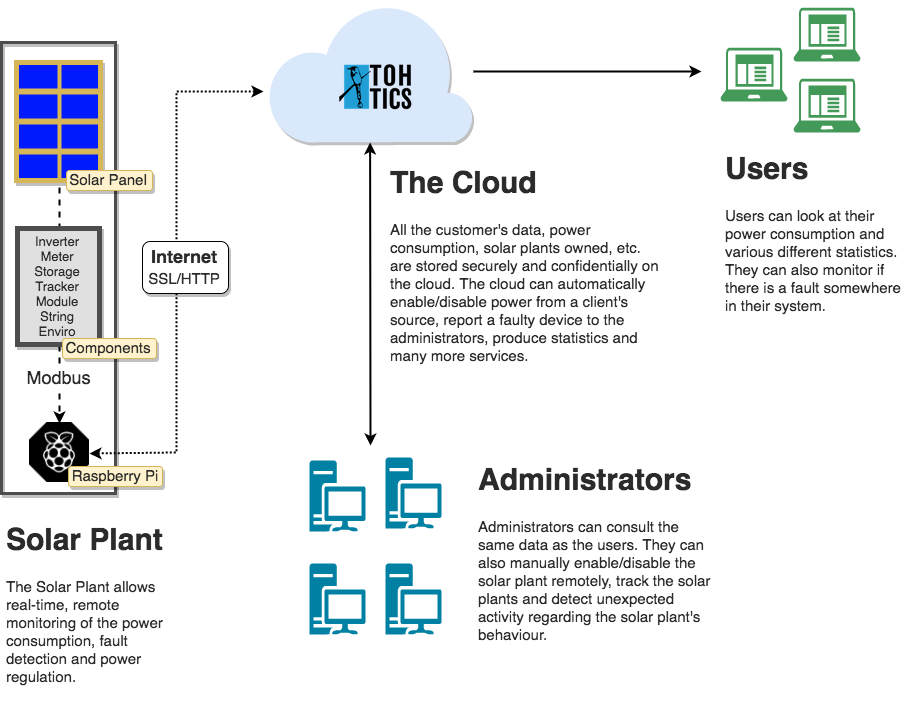 TOH
TICS
Solar Panel
Inverter
Meter
Storage
Tracker
Module
String
Enviro
Components
Modbus
Raspberry Pi
Internet
SSL/HTTP
The Cloud
All the customer's data, power
consumption, solar plants owned, etc.
are stored securely and confidentially on
the cloud. The cloud can automatically
enable/disable power from a client's
source, report a faulty device to the
administrators, produce statistics and
many more services.
Users
Users can look at their
power consumption and
various different statistics.
They can also monitor if
there is a fault somewhere
in their system.
Solar Plant
The Solar Plant allows
real-time, remote
monitoring of the power
consumption, fault
detection and power
regulation.
Administrators
Administrators can consult the
same data as the users. They can
also manually enable/disable the
solar plant remotely, track the solar
plants and detect unexpected
activity regarding the solar plant's
behaviour.